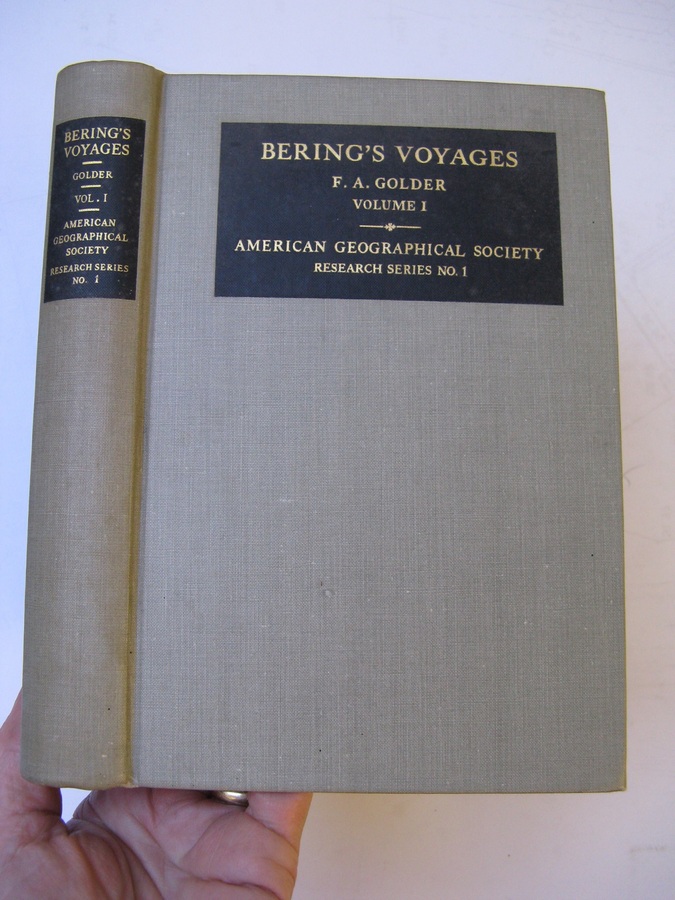 BERING'S
VOYAGES
GOLDER
VOL. I
AMERICAN
GEOGRAPHICAL
SOCIETY
RESEARCH SERIES
NO. 1
BERING'S VOYAGES
F. A. GOLDER
VOLUME I
AMERICAN GEOGRAPHICAL SOCIETY
RESEARCH SERIES NO. 1